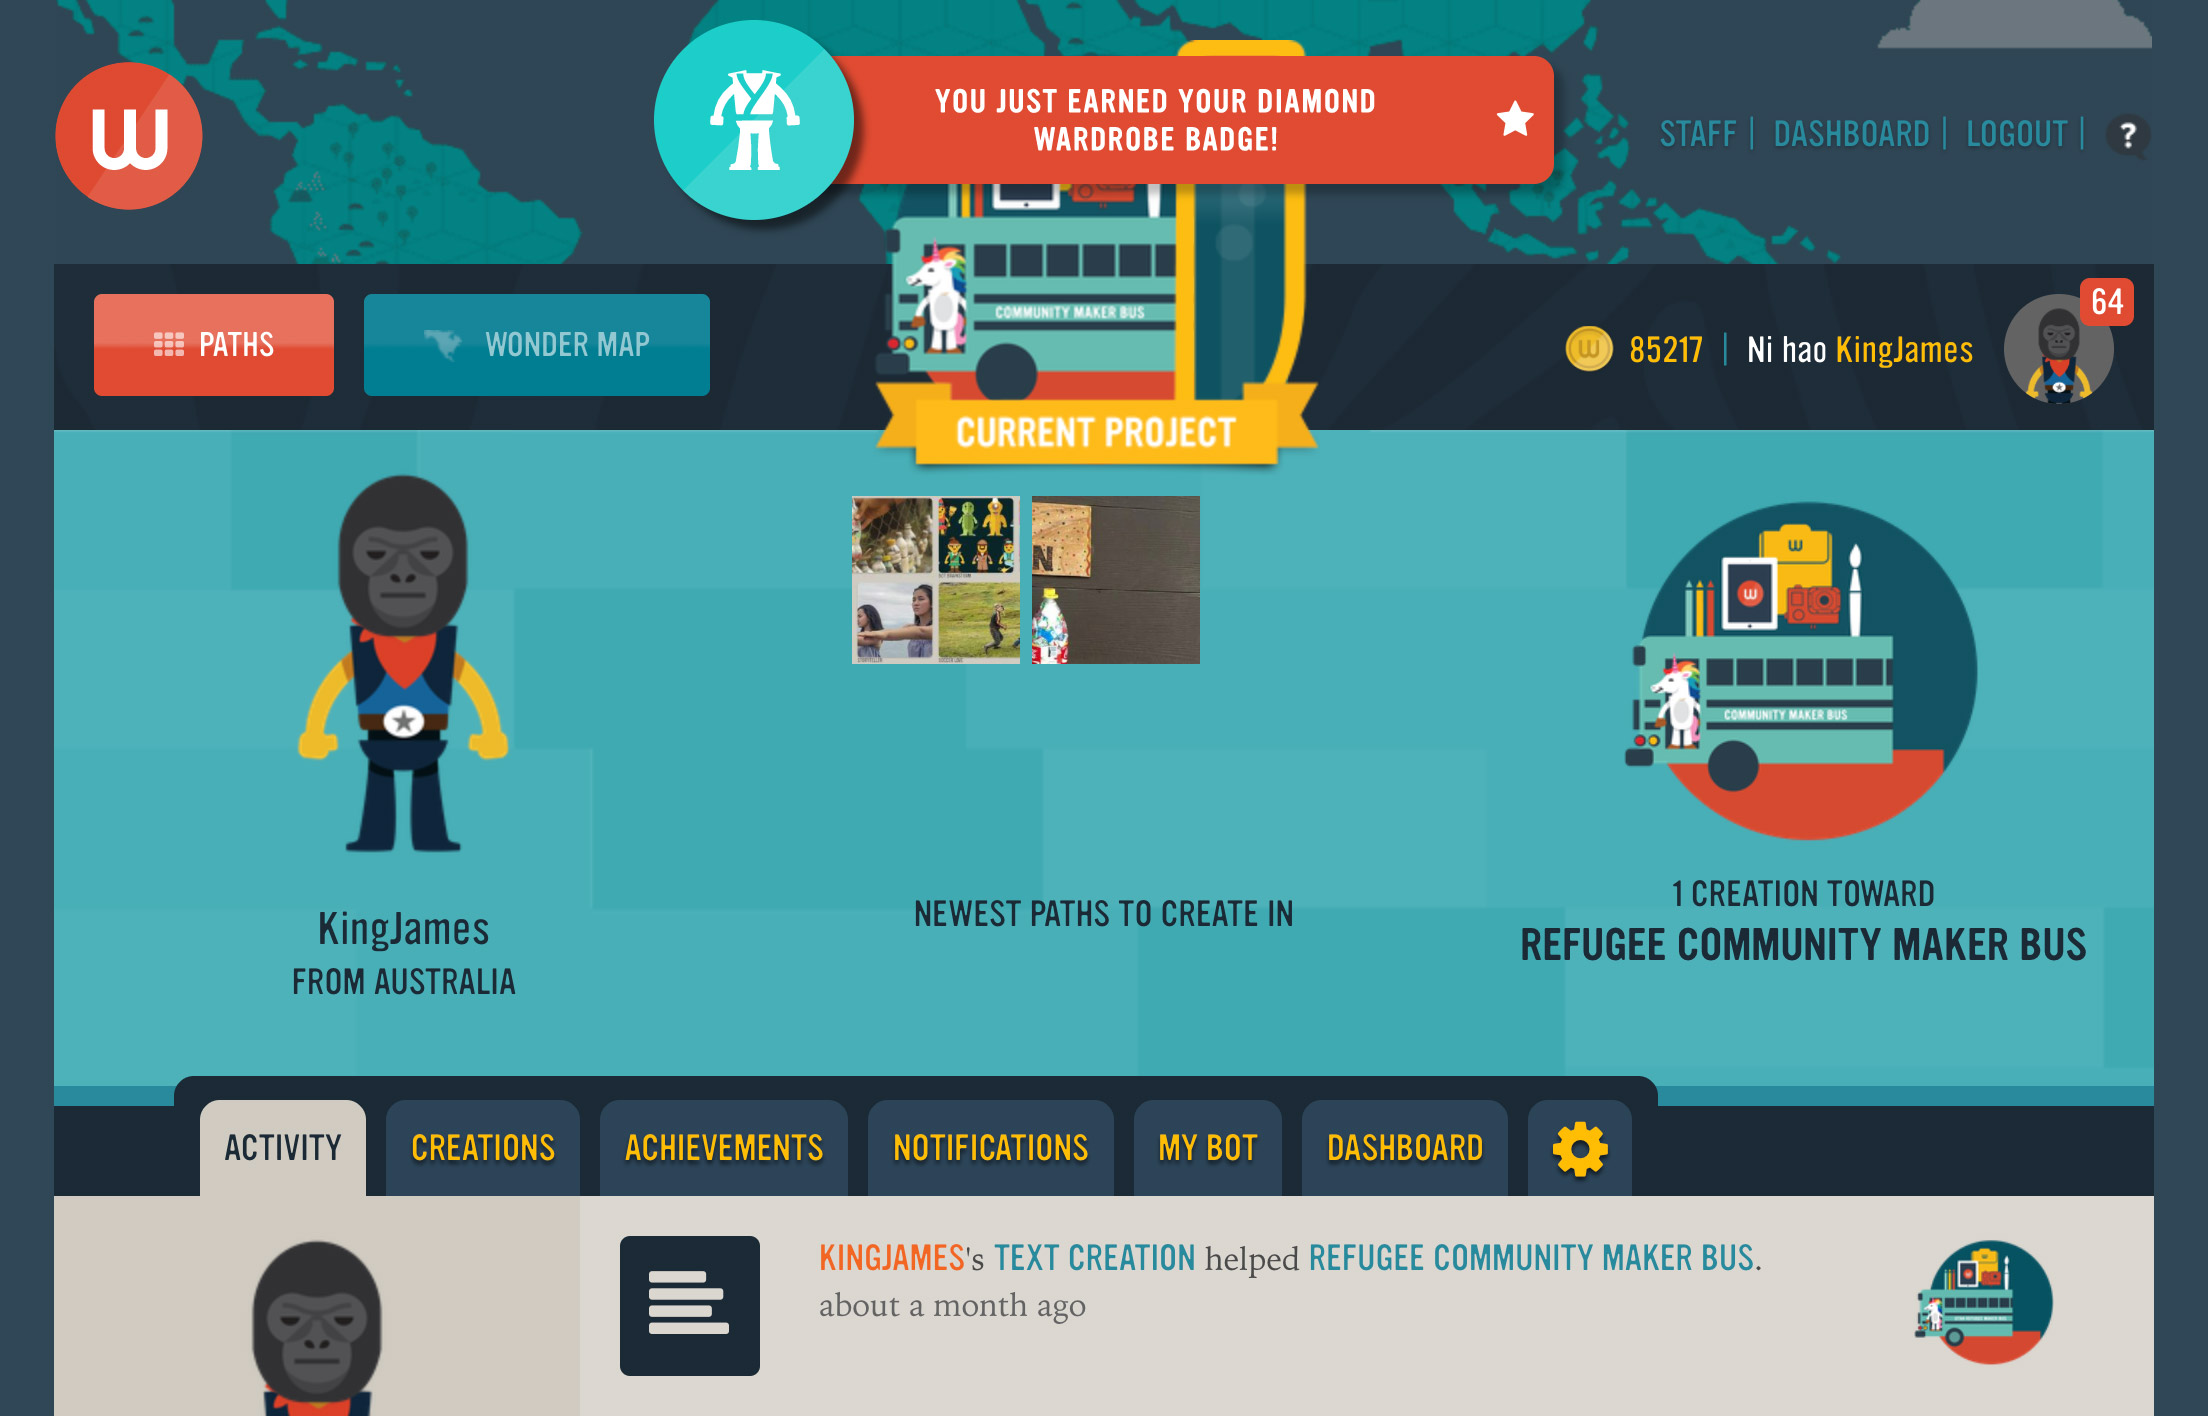 W
YOU JUST EARNED YOUR DIAMOND
WARDROBE BADGE!
STAFF | DASHBOARD | LOGOUT | ?
COMMUNITY MAKER BUS
PATHS
WONDER MAP
W 85217 | Ni hao KingJames
64
CURRENT PROJECT
N
W
W
COMMUNITY MAKER BUS
KingJames
FROM AUSTRALIA
NEWEST PATHS TO CREATE IN
1 CREATION TOWARD
REFUGEE COMMUNITY MAKER BUS
ACTIVITY
CREATIONS
ACHIEVEMENTS
NOTIFICATIONS
MY BOT
DASHBOARD
KINGJAMES's TEXT CREATION helped REFUGEE COMMUNITY MAKER BUS.
about a month ago